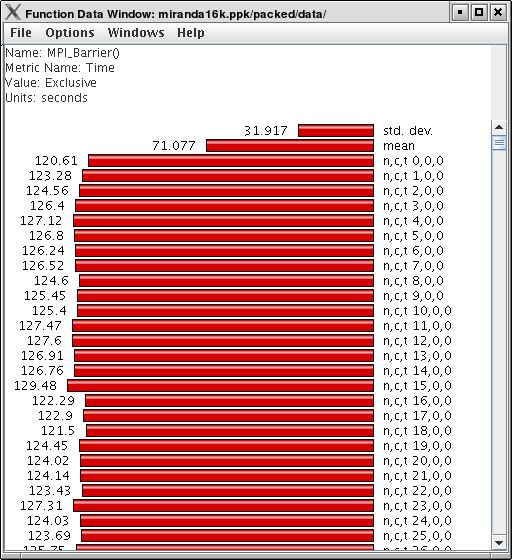 Function Data Window: miranda16k.ppk/packed/data/
File Options Windows Help
Name: MPI_Barrier()
Metric Name: Time
Value: Exclusive
Units: seconds
31.917 std. dev.
71.077 mean
120.61 n,c,t 0,0,0
123.28 n,c,t 1,0,0
124.56 n,c,t 2,0,0
126.4 n,c,t 3,0,0
127.12 n,c,t 4,0,0
126.8 n,c,t 5,0,0
126.24 n,c,t 6,0,0
126.52 n,c,t 7,0,0
124.6 n,c,t 8,0,0
125.45 n,c,t 9,0,0
125.4 n,c,t 10,0,0
127.47 n,c,t 11,0,0
127.6 n,c,t 12,0,0
126.91 n,c,t 13,0,0
126.76 n,c,t 14,0,0
129.48 n,c,t 15,0,0
122.29 n,c,t 16,0,0
122.9 n,c,t 17,0,0
121.5 n,c,t 18,0,0
124.45 n,c,t 19,0,0
124.02 n,c,t 20,0,0
124.14 n,c,t 21,0,0
123.43 n,c,t 22,0,0
127.31 n,c,t 23,0,0
124.03 n,c,t 24,0,0
123.69 n,c,t 25,0,0
125.75 n,c,t 26,0,0